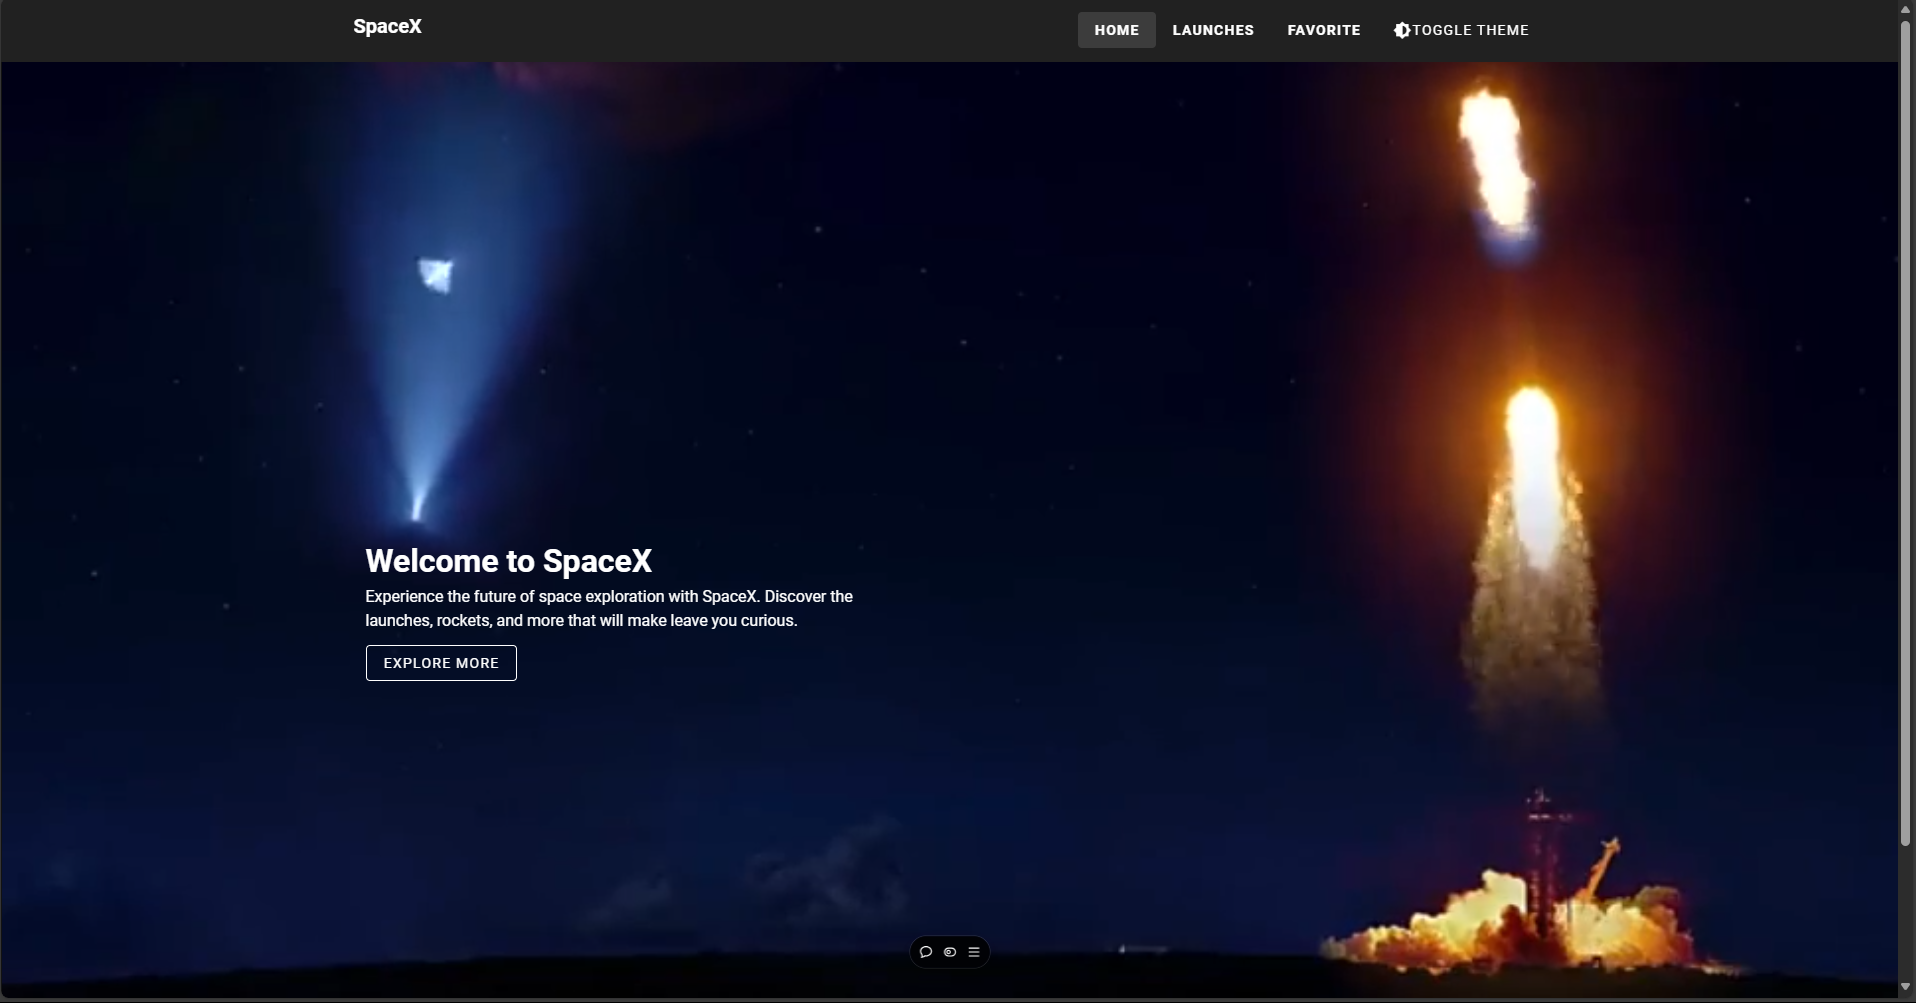 SpaceX
HOME LAUNCHES FAVORITE TOGGLE THEME
Welcome to SpaceX
Experience the future of space exploration with SpaceX. Discover the
launches, rockets, and more that will make leave you curious.
EXPLORE MORE